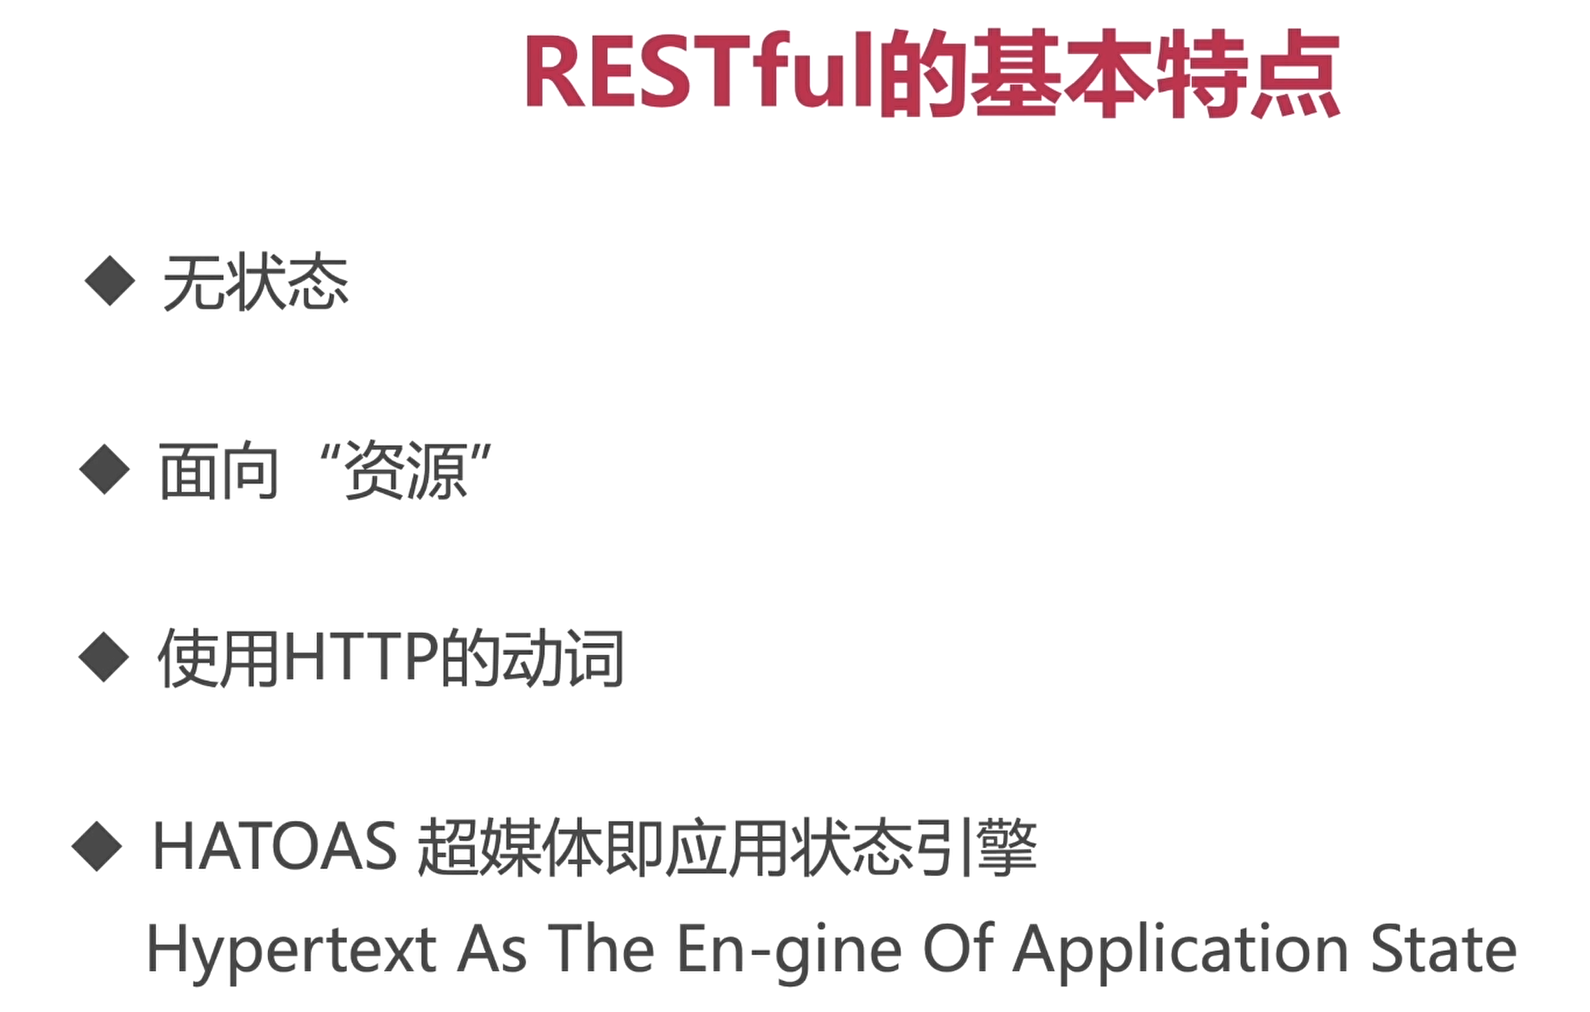 RESTful的基本特点
◆ 无状态
◆ 面向“资源”
◆ 使用HTTP的动词
◆ HATOAS 超媒体即应用状态引擎
Hypertext As The En-gine Of Application State